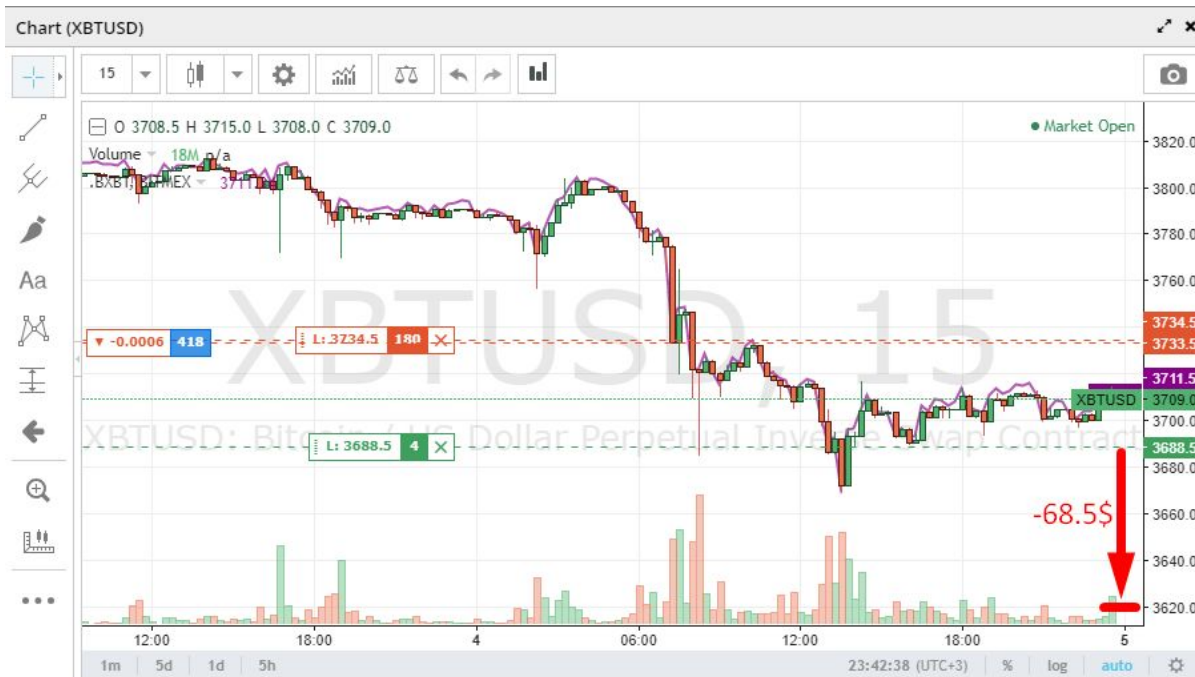 Chart (XBTUSD)
15
O 3708.5 H 3715.0 L 3708.0 C 3709.0
Market Open
Volume 18M n/a
3711.
Aa
XBTUSD, 15
XBTUSD: Bitcoin / US Dollar Perpetual Inverse Swap Contract
-0.0006 418
L: 3734.5 180
L: 3688.5 4
3820.0
3800.0
3780.0
3760.0
3734.5
3733.5
3711.5
XBTUSD 3709.0
3700.0
3688.5
3680.0
3660.0
-68.5$
3640.0
3620.0
12:00 18:00 4 06:00 12:00 18:00 5
1m 5d 1d 5h 23:42:38 (UTC+3) % log auto